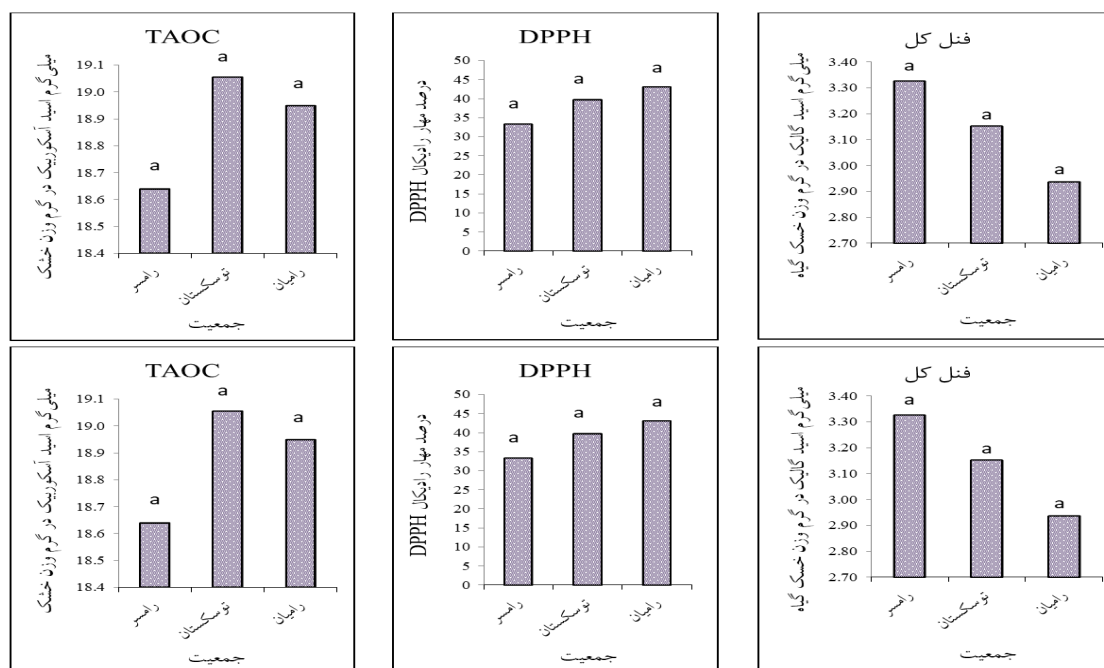 TAOC
میلی گرم اسید آسکوربیک در گرم وزن خشک
19.1
19.0
18.9
18.8
18.7
18.6
18.5
18.4
a
a
a
رامسر
توسکستان
رامیان
جمعیت
DPPH
درصد مهار رادیکال DPPH
50
45
40
35
30
25
20
15
10
5
0
a
a
a
رامسر
توسکستان
رامیان
جمعیت
فنل کل
میلی گرم اسید گالیک در گرم وزن خسک گیاه
3.40
3.30
3.20
3.10
3.00
2.90
2.80
2.70
a
a
a
رامسر
توسکستان
رامیان
جمعیت
TAOC
میلی گرم اسید آسکوربیک در گرم وزن خشک
19.1
19.0
18.9
18.8
18.7
18.6
18.5
18.4
a
a
a
رامسر
توسکستان
رامیان
جمعیت
DPPH
درصد مهار رادیکال DPPH
50
45
40
35
30
25
20
15
10
5
0
a
a
a
رامسر
توسکستان
رامیان
جمعیت
فنل کل
میلی گرم اسید گالیک در گرم وزن خسک گیاه
3.40
3.30
3.20
3.10
3.00
2.90
2.80
2.70
a
a
a
رامسر
توسکستان
رامیان
جمعیت